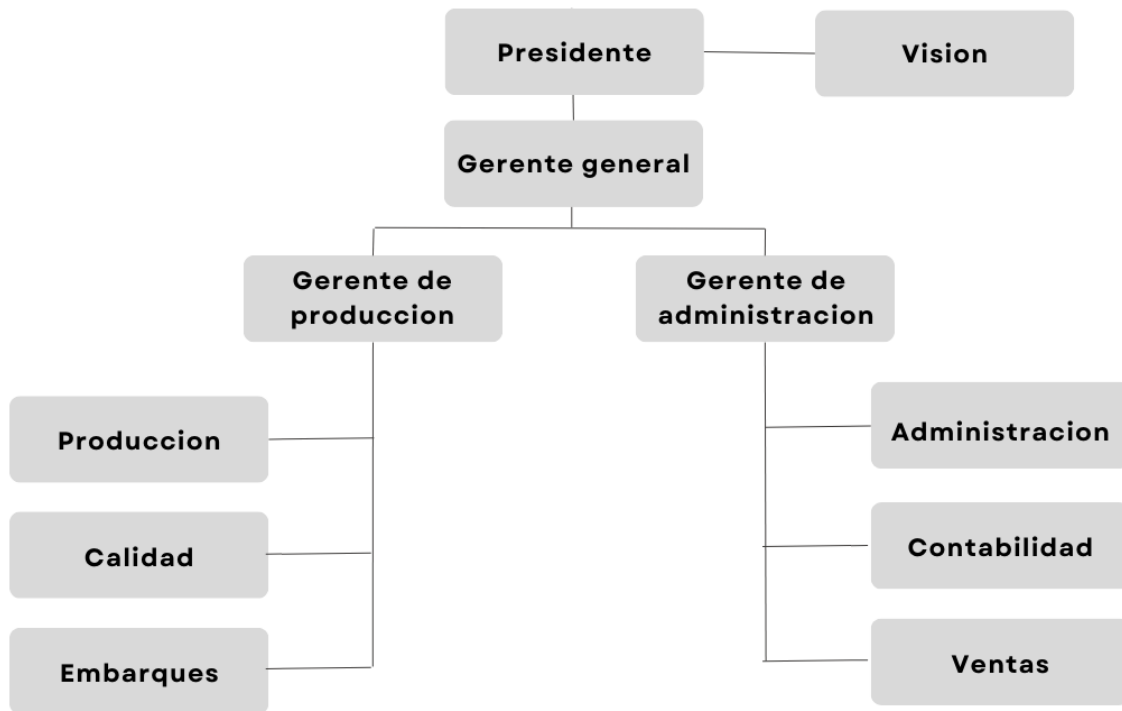 Presidente
Vision
Gerente general
Gerente de
produccion
Gerente de
administracion
Produccion
Administracion
Calidad
Contabilidad
Embarques
Ventas